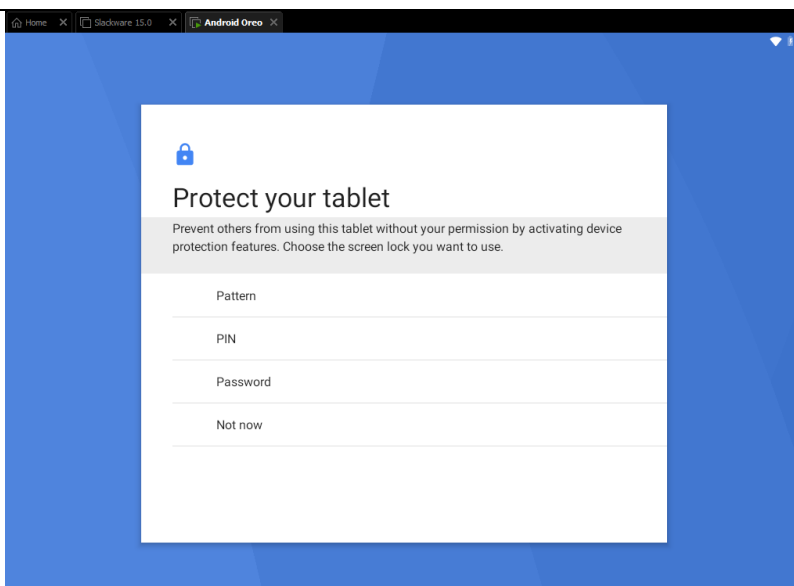 Home
Slackware 15.0
Android Oreo
Protect your tablet
Prevent others from using this tablet without your permission by activating device
protection features. Choose the screen lock you want to use.
Pattern
PIN
Password
Not now